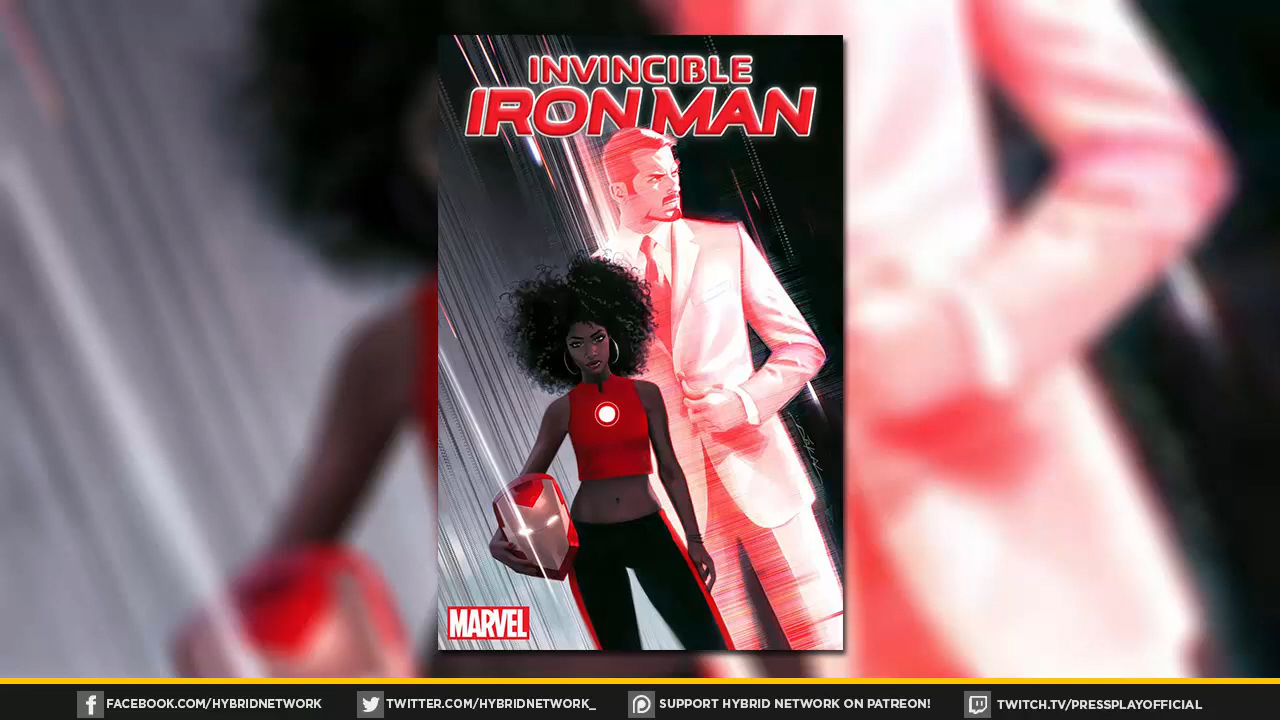 INVINCIBLE
IRON MAN
MARVEL
FACEBOOK.COM/HYBRIDNETWORK
TWITTER.COM/HYBRIDNETWORK_
SUPPORT HYBRID NETWORK ON PATREON!
TWITCH.TV/PRESSPLAYOFFICIAL